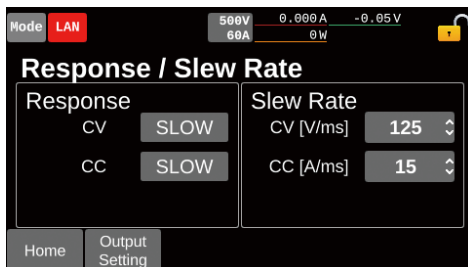 Mode LAN 500V 0.000 A -0.05 V
60A 0 W
Response / Slew Rate
Response
CV SLOW
CC SLOW
Slew Rate
CV [V/ms] 125
CC [A/ms] 15
Home
Output
Setting